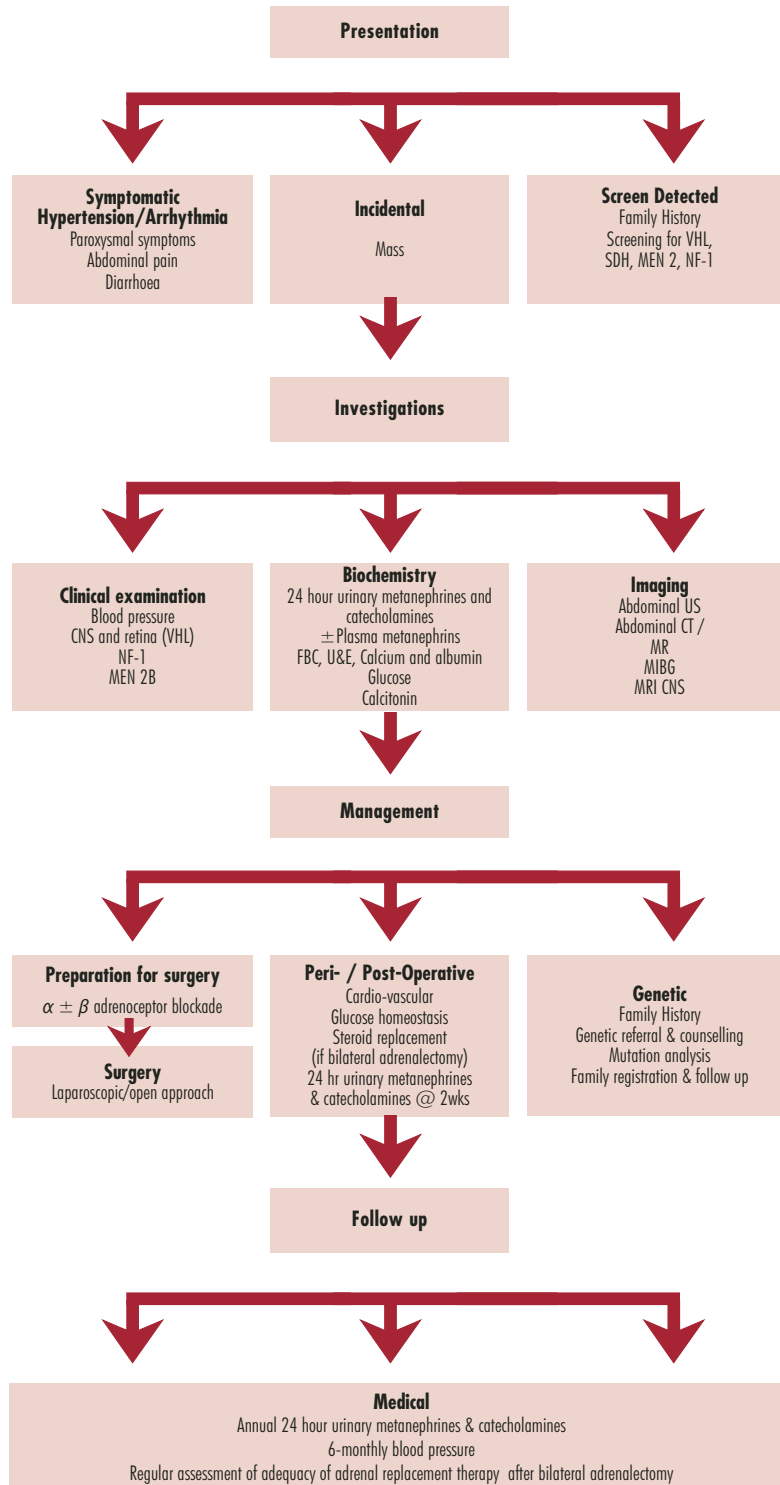 Presentation
Symptomatic
Hypertension/Arrhythmia
Paroxysmal symptoms
Abdominal pain
Diarrhoea
Incidental
Mass
Screen Detected
Family History
Screening for VHL,
SDH, MEN 2, NF-1
Investigations
Clinical examination
Blood pressure
CNS and retina (VHL)
NF-1
MEN 2B
Biochemistry
24 hour urinary metanephrines and
catecholamines
±Plasma metanephrins
FBC, U&E, Calcium and albumin
Glucose
Calcitonin
Imaging
Abdominal US
Abdominal CT /
MR
MIBG
MRI CNS
Management
Preparation for surgery
α ± β adrenoceptor blockade
Surgery
Laparoscopic/open approach
Peri- / Post-Operative
Cardio-vascular
Glucose homeostasis
Steroid replacement
(if bilateral adrenalectomy)
24 hr urinary metanephrines
& catecholamines @ 2wks
Genetic
Family History
Genetic referral & counselling
Mutation analysis
Family registration & follow up
Follow up
Medical
Annual 24 hour urinary metanephrines & catecholamines
6-monthly blood pressure
Regular assessment of adequacy of adrenal replacement therapy after bilateral adrenalectomy